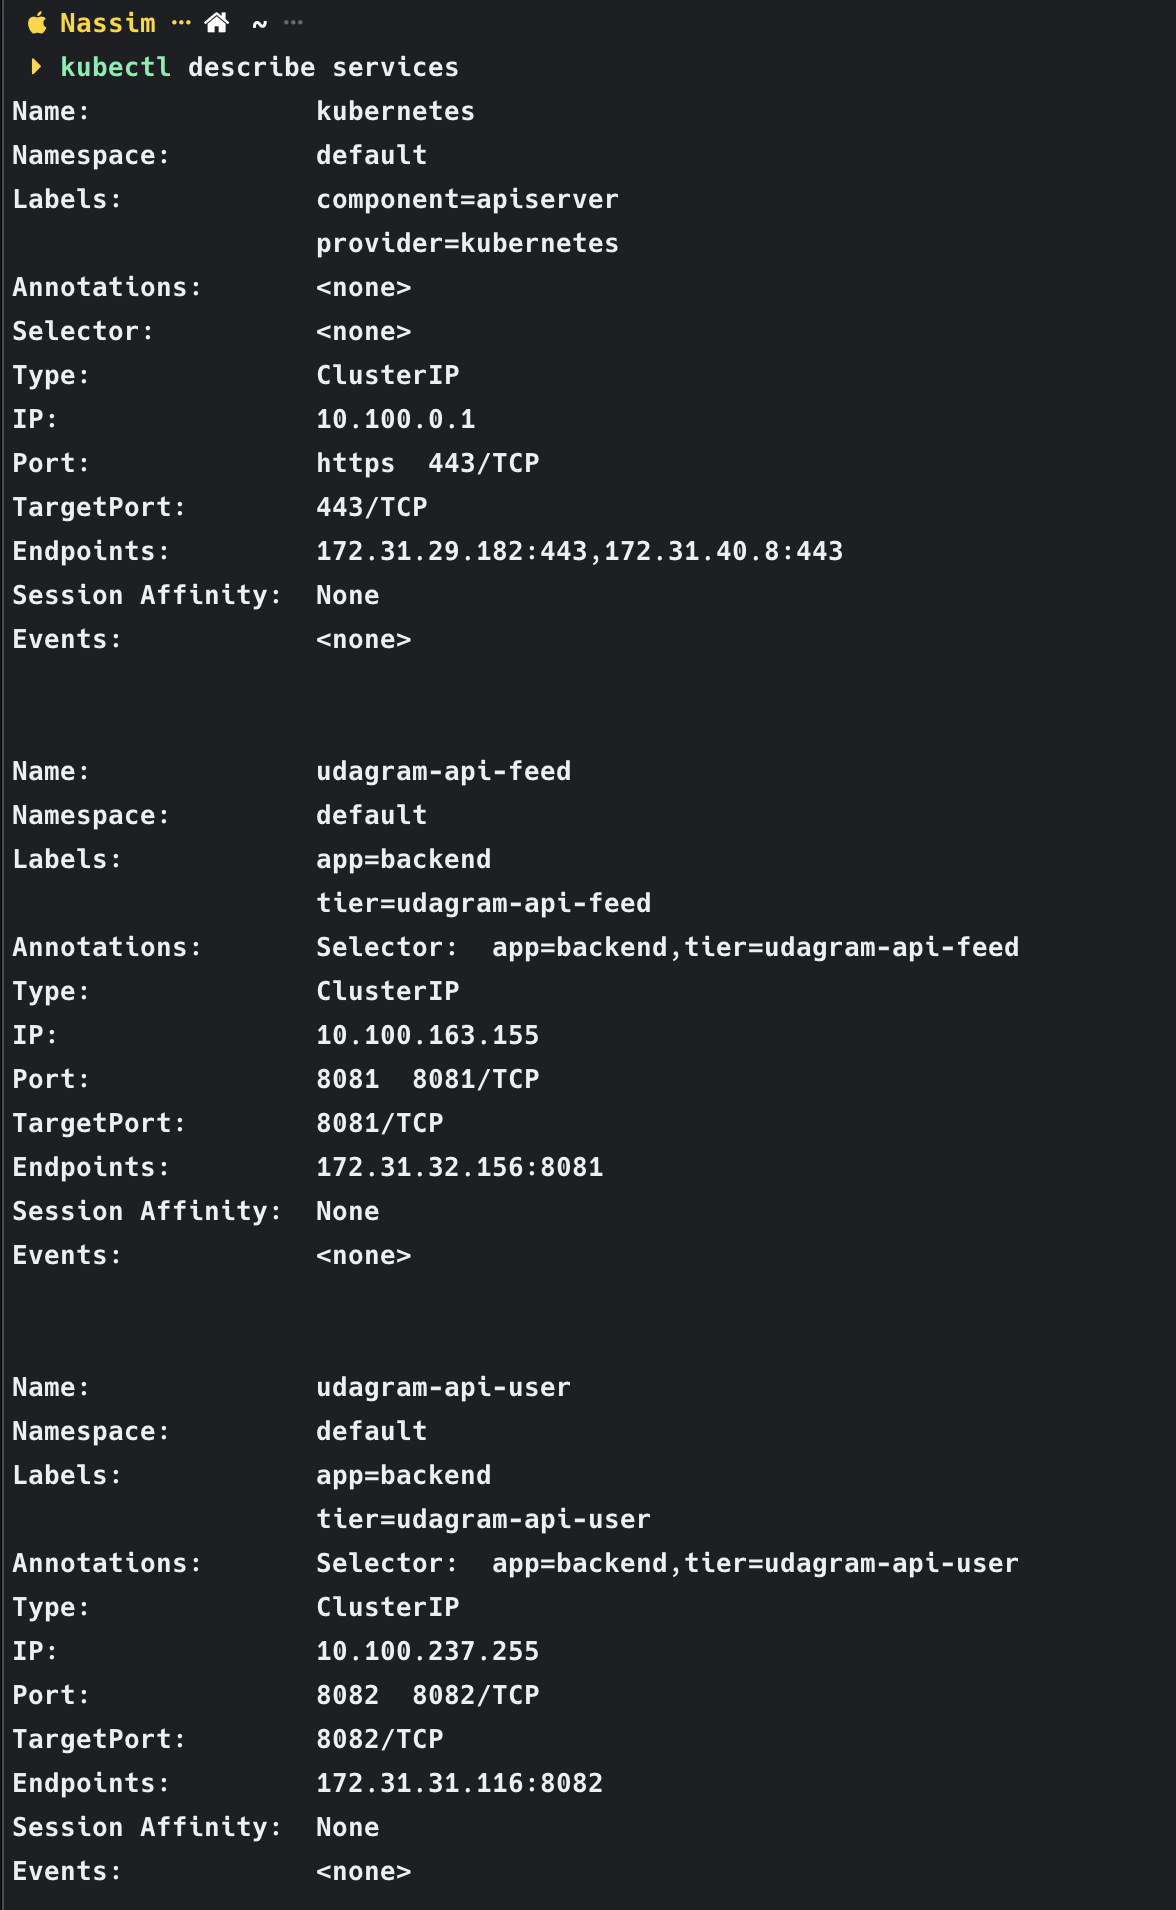 Nassim ··· ~ ···
kubectl describe services
Name:              kubernetes
Namespace:         default
Labels:            component=apiserver
                   provider=kubernetes
Annotations:       <none>
Selector:          <none>
Type:              ClusterIP
IP:                10.100.0.1
Port:              https  443/TCP
TargetPort:        443/TCP
Endpoints:         172.31.29.182:443,172.31.40.8:443
Session Affinity:  None
Events:            <none>
Name:              udagram-api-feed
Namespace:         default
Labels:            app=backend
                   tier=udagram-api-feed
Annotations:       Selector:  app=backend,tier=udagram-api-feed
Type:              ClusterIP
IP:                10.100.163.155
Port:              8081  8081/TCP
TargetPort:        8081/TCP
Endpoints:         172.31.32.156:8081
Session Affinity:  None
Events:            <none>
Name:              udagram-api-user
Namespace:         default
Labels:            app=backend
                   tier=udagram-api-user
Annotations:       Selector:  app=backend,tier=udagram-api-user
Type:              ClusterIP
IP:                10.100.237.255
Port:              8082  8082/TCP
TargetPort:        8082/TCP
Endpoints:         172.31.31.116:8082
Session Affinity:  None
Events:            <none>